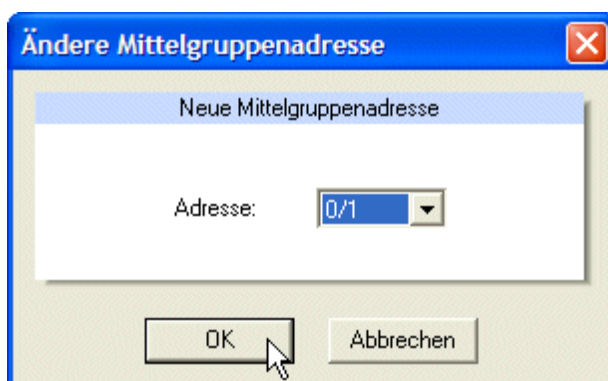 Ändere Mittelgruppenadresse
Neue Mittelgruppenadresse
Adresse: 0/1
OK Abbrechen